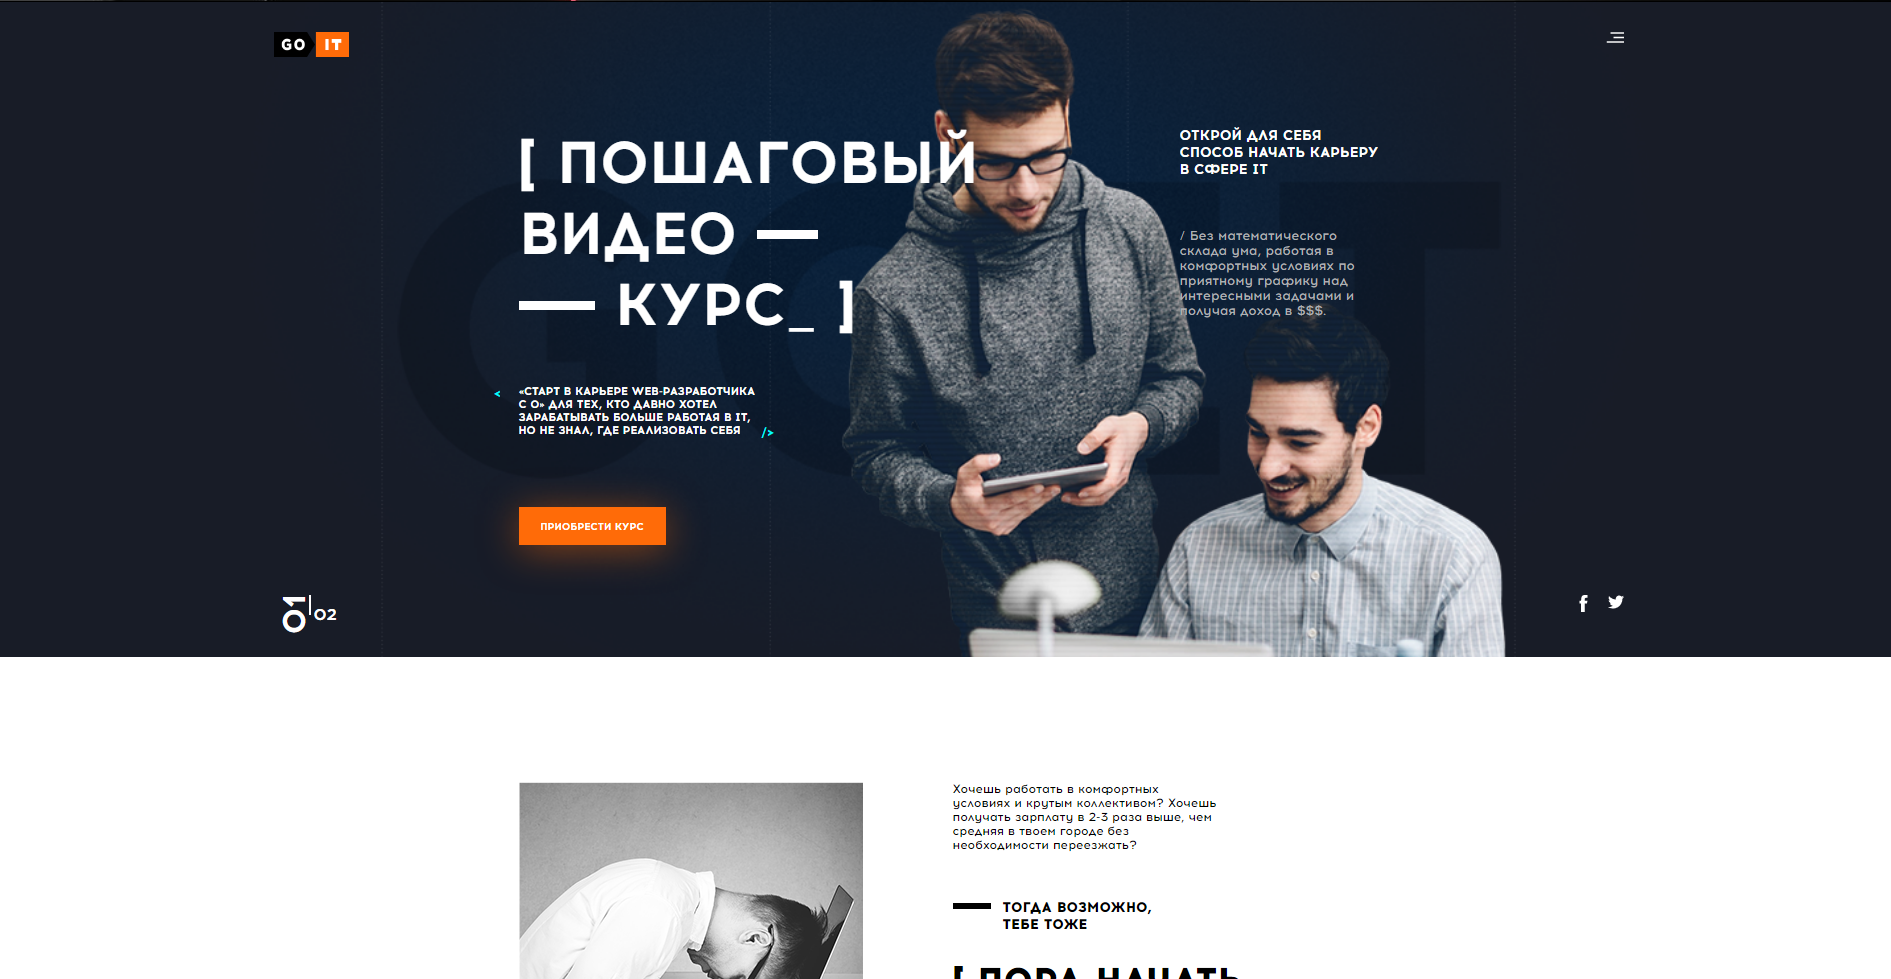 GO IT
[ ПОШАГОВЫЙ
ВИДЕО —
— КУРС_ ]
ОТКРОЙ ДЛЯ СЕБЯ
СПОСОБ НАЧАТЬ КАРЬЕРУ
В СФЕРЕ IT
/ Без математического
склада ума, работая в
комфортных условиях по
приятному графику над
интересными задачами и
получая доход в $$$.
< «СТАРТ В КАРЬЕРЕ WEB-РАЗРАБОТЧИКА
С 0» ДЛЯ ТЕХ, КТО ДАВНО ХОТЕЛ
ЗАРАБАТЫВАТЬ БОЛЬШЕ РАБОТАЯ В IT,
НО НЕ ЗНАЛ, ГДЕ РЕАЛИЗОВАТЬ СЕБЯ />
ПРИОБРЕСТИ КУРС
01|02
Хочешь работать в комфортных
условиях и крутым коллективом? Хочешь
получать зарплату в 2-3 раза выше, чем
средняя в твоем городе без
необходимости переезжать?
— ТОГДА ВОЗМОЖНО,
ТЕБЕ ТОЖЕ
[ ПОРА НАЧАТЬ